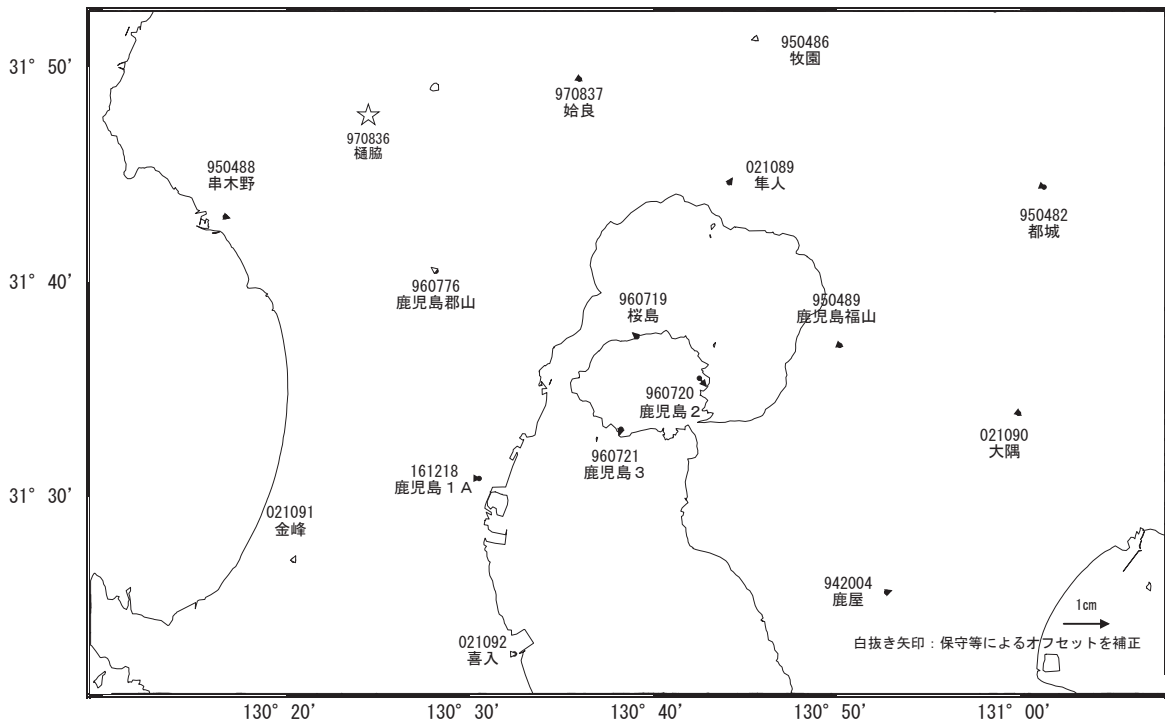 31° 50'
950486
牧園
970837
姶良
970836
樋脇
950488
串木野
021089
隼人
950482
都城
31° 40'
960776
鹿児島郡山
960719
桜島
950489
鹿児島福山
960720
鹿児島２
021090
大隅
960721
鹿児島３
161218
鹿児島１Ａ
31° 30'
021091
金峰
942004
鹿屋
1cm
白抜き矢印：保守等によるオフセットを補正
021092
喜入
130° 20'
130° 30'
130° 40'
130° 50'
131° 00'